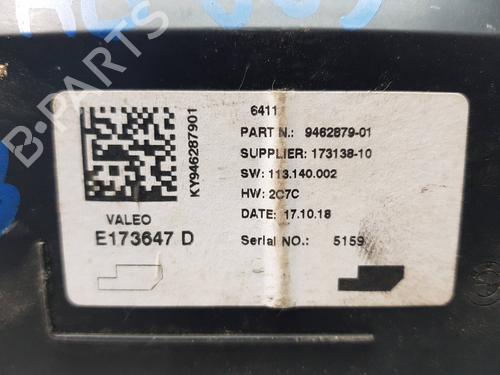 6411
PART N.: 9462879-01
SUPPLIER: 173138-10
SW: 113.140.002
HW: 2C7C
DATE: 17.10.18
Serial NO.: 5159
KY946287901
VALEO
E173647 D